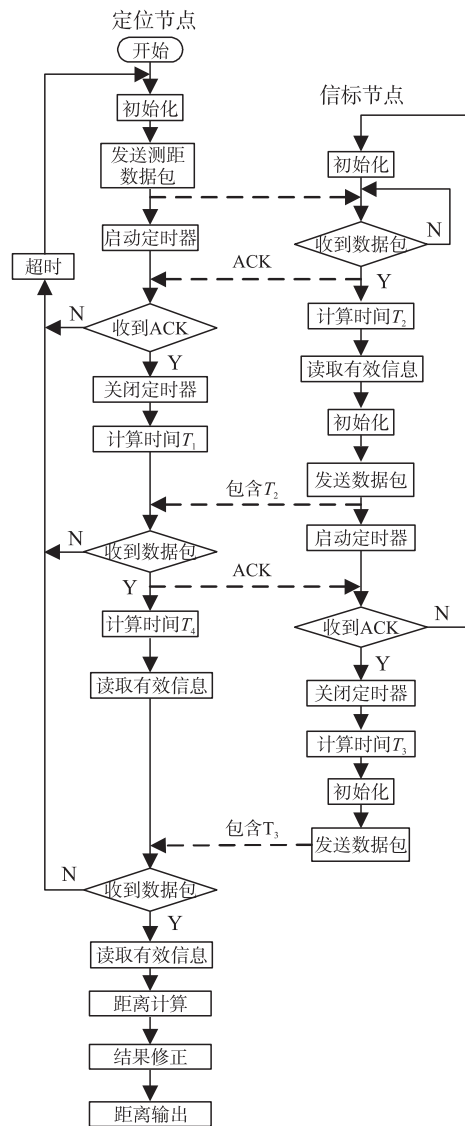 定位节点
开始
初始化
发送测距
数据包
启动定时器
超时
N
收到ACK
Y
关闭定时器
计算时间T₁
N
收到数据包
Y
计算时间T₄
读取有效信息
N
收到数据包
Y
读取有效信息
距离计算
结果修正
距离输出
ACK
包含T₂
ACK
包含T₃
信标节点
初始化
收到数据包
N
Y
计算时间T₂
读取有效信息
初始化
发送数据包
启动定时器
收到ACK
N
Y
关闭定时器
计算时间T₃
初始化
发送数据包